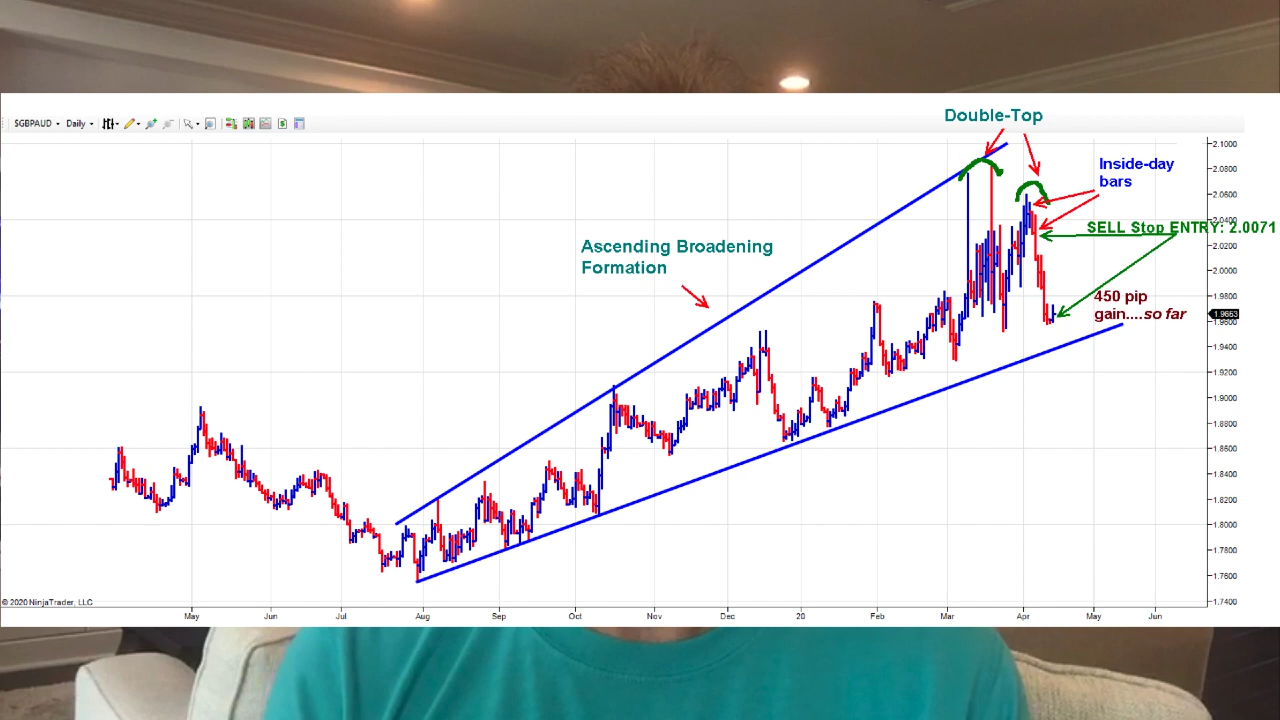 Double-Top
$GBPAUD Daily
2.1000
2.0800
Inside-day
bars
2.0600
2.0400
SELL Stop ENTRY: 2.0071
Ascending Broadening
Formation
2.0200
2.0000
450 pip
gain....so far
1.9800
1.9663
1.9600
1.9400
1.9200
1.9000
1.8800
1.8600
1.8400
1.8200
1.8000
1.7800
1.7600
1.7400
© 2020 NinjaTrader, LLC
May Jun Jul Aug Sep Oct Nov Dec 20 Feb Mar Apr May Jun